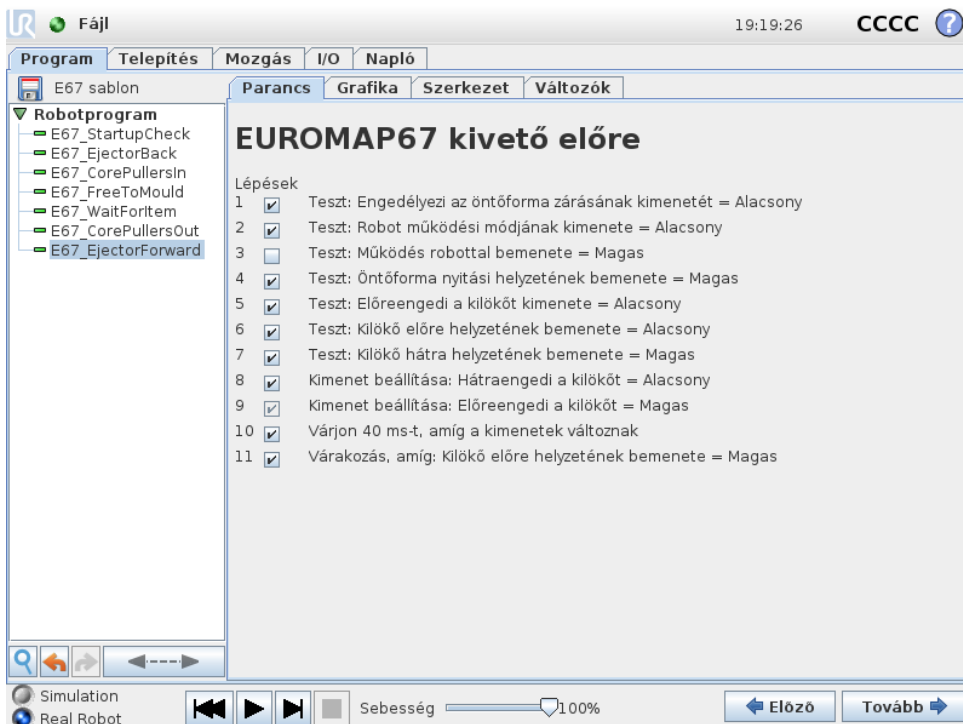 UR Fájl 19:19:26 CCCC ?
Program Telepítés Mozgás I/O Napló
E67 sablon
Parancs Grafika Szerkezet Változók
Robotprogram
E67_StartupCheck
E67_EjectorBack
E67_CorePullersIn
E67_FreeToMould
E67_WaitForItem
E67_CorePullersOut
E67_EjectorForward
EUROMAP67 kivető előre
Lépések
1 Teszt: Engedélyezi az öntőforma zárásának kimenetét = Alacsony
2 Teszt: Robot működési módjának kimenete = Alacsony
3 Teszt: Működés robottal bemenete = Magas
4 Teszt: Öntőforma nyitási helyzetének bemenete = Magas
5 Teszt: Előreengedi a kilökőt kimenete = Alacsony
6 Teszt: Kilökő előre helyzetének bemenete = Alacsony
7 Teszt: Kilökő hátra helyzetének bemenete = Magas
8 Kimenet beállítása: Hátraengedi a kilökőt = Alacsony
9 Kimenet beállítása: Előreengedi a kilökőt = Magas
10 Várjon 40 ms-t, amíg a kimenetek változnak
11 Várakozás, amíg: Kilökő előre helyzetének bemenete = Magas
Simulation
Real Robot
Sebesség 100%
Elöző Tovább